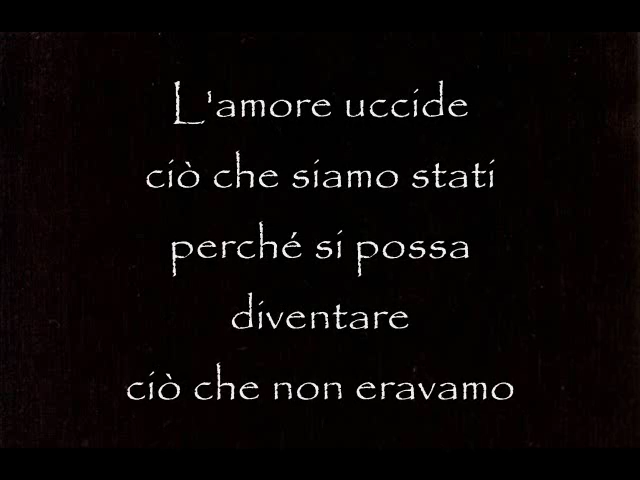 L'amore uccide
ciò che siamo stati
perché si possa
diventare
ciò che non eravamo